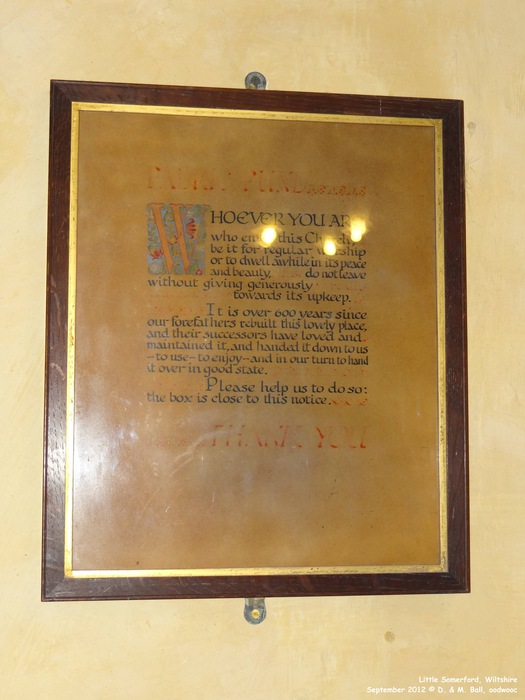 FABRIC FUND
WHOEVER YOU ARE
who enter this Church
be it for regular worship
or to dwell awhile in its peace
and beauty, do not leave
without giving generously
towards its upkeep.
It is over 600 years since
our forefathers rebuilt this lovely place,
and their successors have loved and
maintained it, and handed it down to us
–to use–to enjoy–and in our turn to hand
it over in good state.
Please help us to do so:
the box is close to this notice.
THANK YOU
Little Somerford, Wiltshire
September 2012 © D. & M. Ball, oodwooc